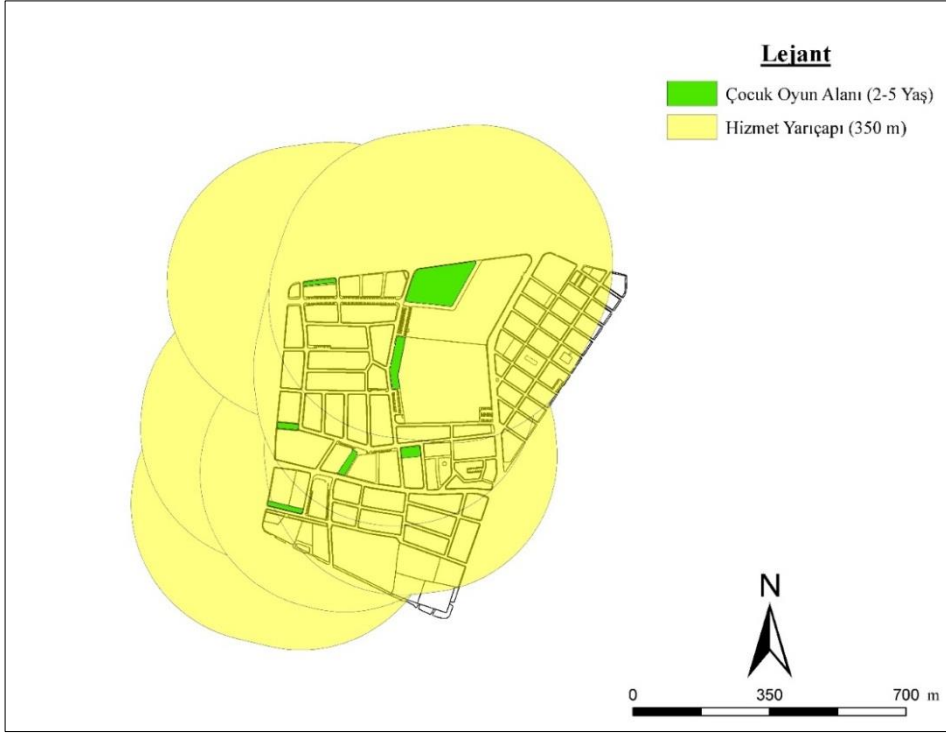 Lejant
Çocuk Oyun Alanı (2-5 Yaş)
Hizmet Yarıçapı (350 m)
N
0 350 700 m